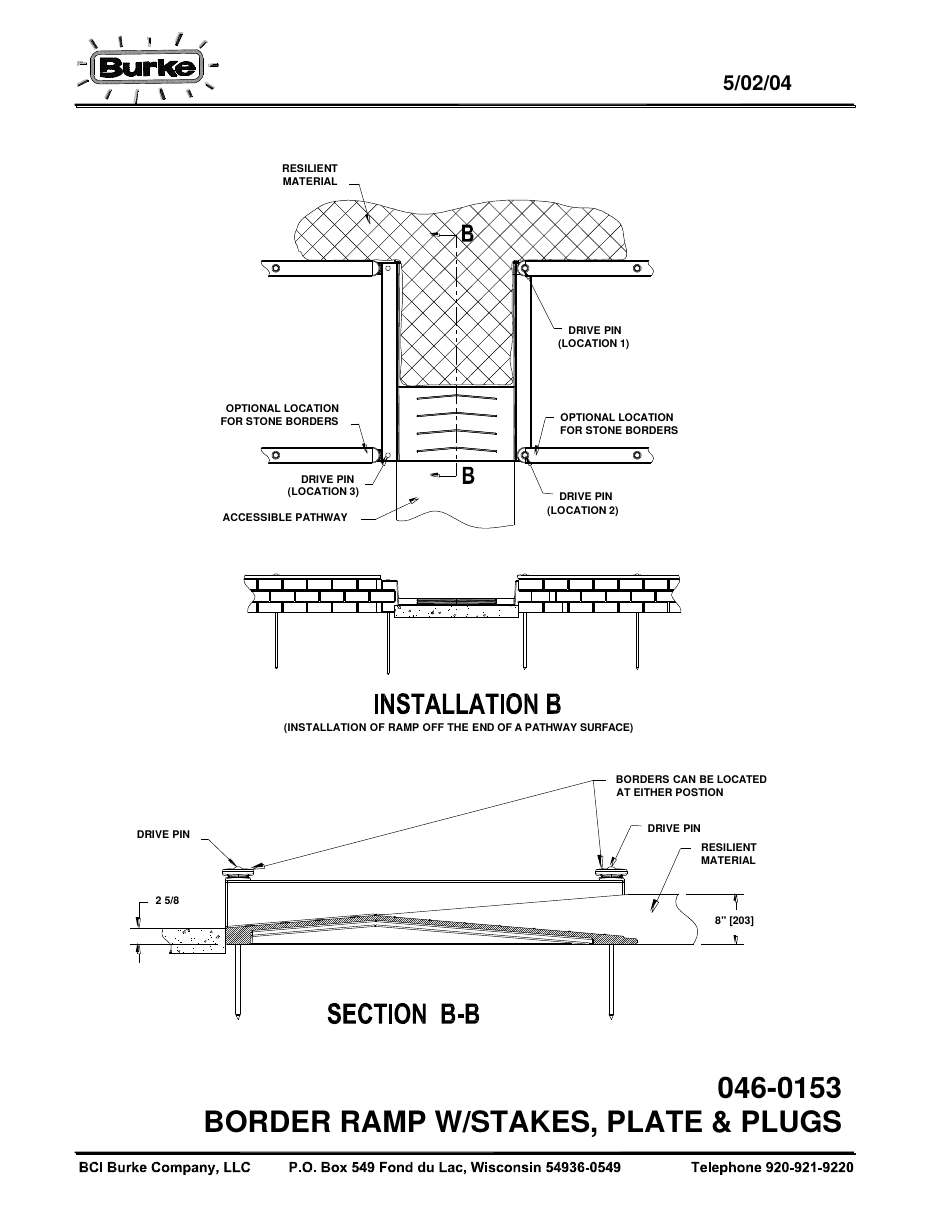 Burke
5/02/04
RESILIENT
MATERIAL
B
DRIVE PIN
(LOCATION 1)
OPTIONAL LOCATION
FOR STONE BORDERS
OPTIONAL LOCATION
FOR STONE BORDERS
DRIVE PIN
(LOCATION 3)
B
DRIVE PIN
(LOCATION 2)
ACCESSIBLE PATHWAY
INSTALLATION B
(INSTALLATION OF RAMP OFF THE END OF A PATHWAY SURFACE)
BORDERS CAN BE LOCATED
AT EITHER POSTION
DRIVE PIN
DRIVE PIN
RESILIENT
MATERIAL
2 5/8
8" [203]
SECTION B-B
046-0153
BORDER RAMP W/STAKES, PLATE & PLUGS
BCI Burke Company, LLC P.O. Box 549 Fond du Lac, Wisconsin 54936-0549 Telephone 920-921-9220